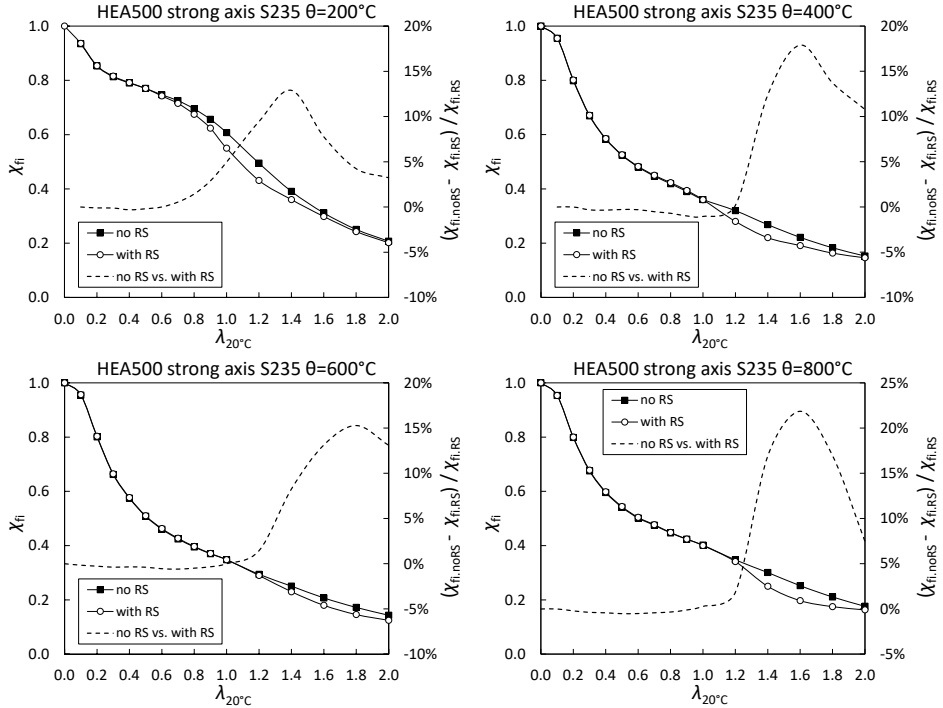 HEA500 strong axis S235 θ=200°C
1.0
0.8
0.6
0.4
0.2
0.0
χfi
0.0 0.2 0.4 0.6 0.8 1.0 1.2 1.4 1.6 1.8 2.0
λ20°C
20%
15%
10%
5%
0%
-5%
-10%
(χfi.noRS - χfi.RS) / χfi.RS
no RS
with RS
no RS vs. with RS
HEA500 strong axis S235 θ=400°C
1.0
0.8
0.6
0.4
0.2
0.0
χfi
0.0 0.2 0.4 0.6 0.8 1.0 1.2 1.4 1.6 1.8 2.0
λ20°C
20%
15%
10%
5%
0%
-5%
-10%
(χfi.noRS - χfi.RS) / χfi.RS
no RS
with RS
no RS vs. with RS
HEA500 strong axis S235 θ=600°C
1.0
0.8
0.6
0.4
0.2
0.0
χfi
0.0 0.2 0.4 0.6 0.8 1.0 1.2 1.4 1.6 1.8 2.0
λ20°C
20%
15%
10%
5%
0%
-5%
-10%
(χfi.noRS - χfi.RS) / χfi.RS
no RS
with RS
no RS vs. with RS
HEA500 strong axis S235 θ=800°C
1.0
0.8
0.6
0.4
0.2
0.0
χfi
0.0 0.2 0.4 0.6 0.8 1.0 1.2 1.4 1.6 1.8 2.0
λ20°C
25%
20%
15%
10%
5%
0%
-5%
(χfi.noRS - χfi.RS) / χfi.RS
no RS
with RS
no RS vs. with RS